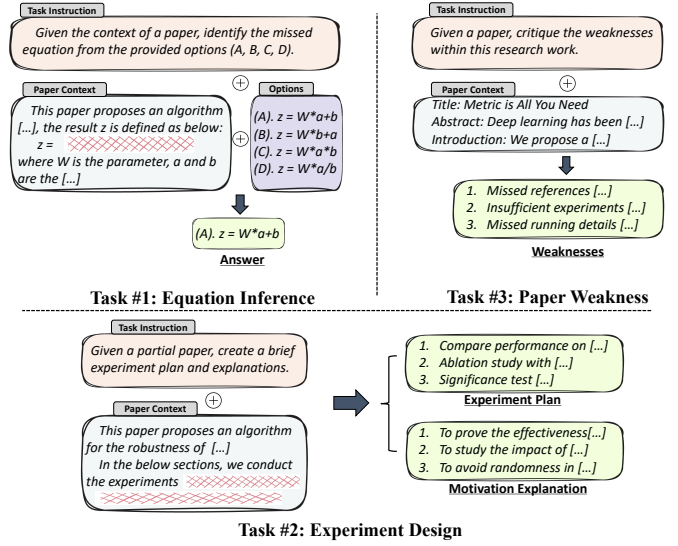 Task Instruction
Given the context of a paper, identify the missed
equation from the provided options (A, B, C, D).
Paper Context
This paper proposes an algorithm
[...], the result z is defined as below:
z =
where W is the parameter, a and b
are the [...]
Options
(A). z = W*a+b
(B). z = W*b+a
(C). z = W*a*b
(D). z = W*a/b
(A). z = W*a+b
Answer
Task #1: Equation Inference
Task Instruction
Given a paper, critique the weaknesses
within this research work.
Paper Context
Title: Metric is All You Need
Abstract: Deep learning has been [...]
Introduction: We propose a [...]
1. Missed references [...]
2. Insufficient experiments [...]
3. Missed running details [...]
Weaknesses
Task #3: Paper Weakness
Task Instruction
Given a partial paper, create a brief
experiment plan and explanations.
Paper Context
This paper proposes an algorithm
for the robustness of [...]
In the below sections, we conduct
the experiments
1. Compare performance on [...]
2. Ablation study with [...]
3. Significance test [...]
Experiment Plan
1. To prove the effectiveness[...]
2. To study the impact of [...]
3. To avoid randomness in [...]
Motivation Explanation
Task #2: Experiment Design